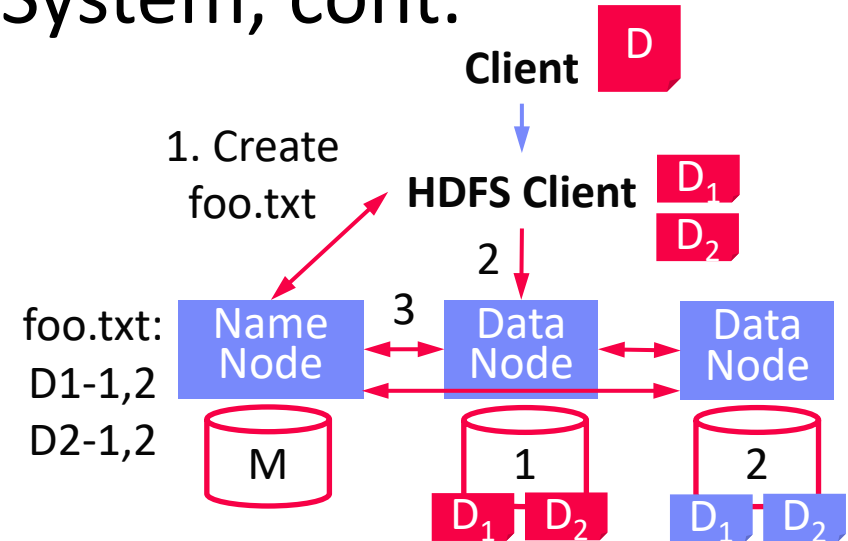 System, cont.
Client
D
1. Create
foo.txt
HDFS Client
D₁
D₂
2
foo.txt:
D1-1,2
D2-1,2
Name
Node
3
Data
Node
Data
Node
M
1
2
D₁
D₂
D₁
D₂